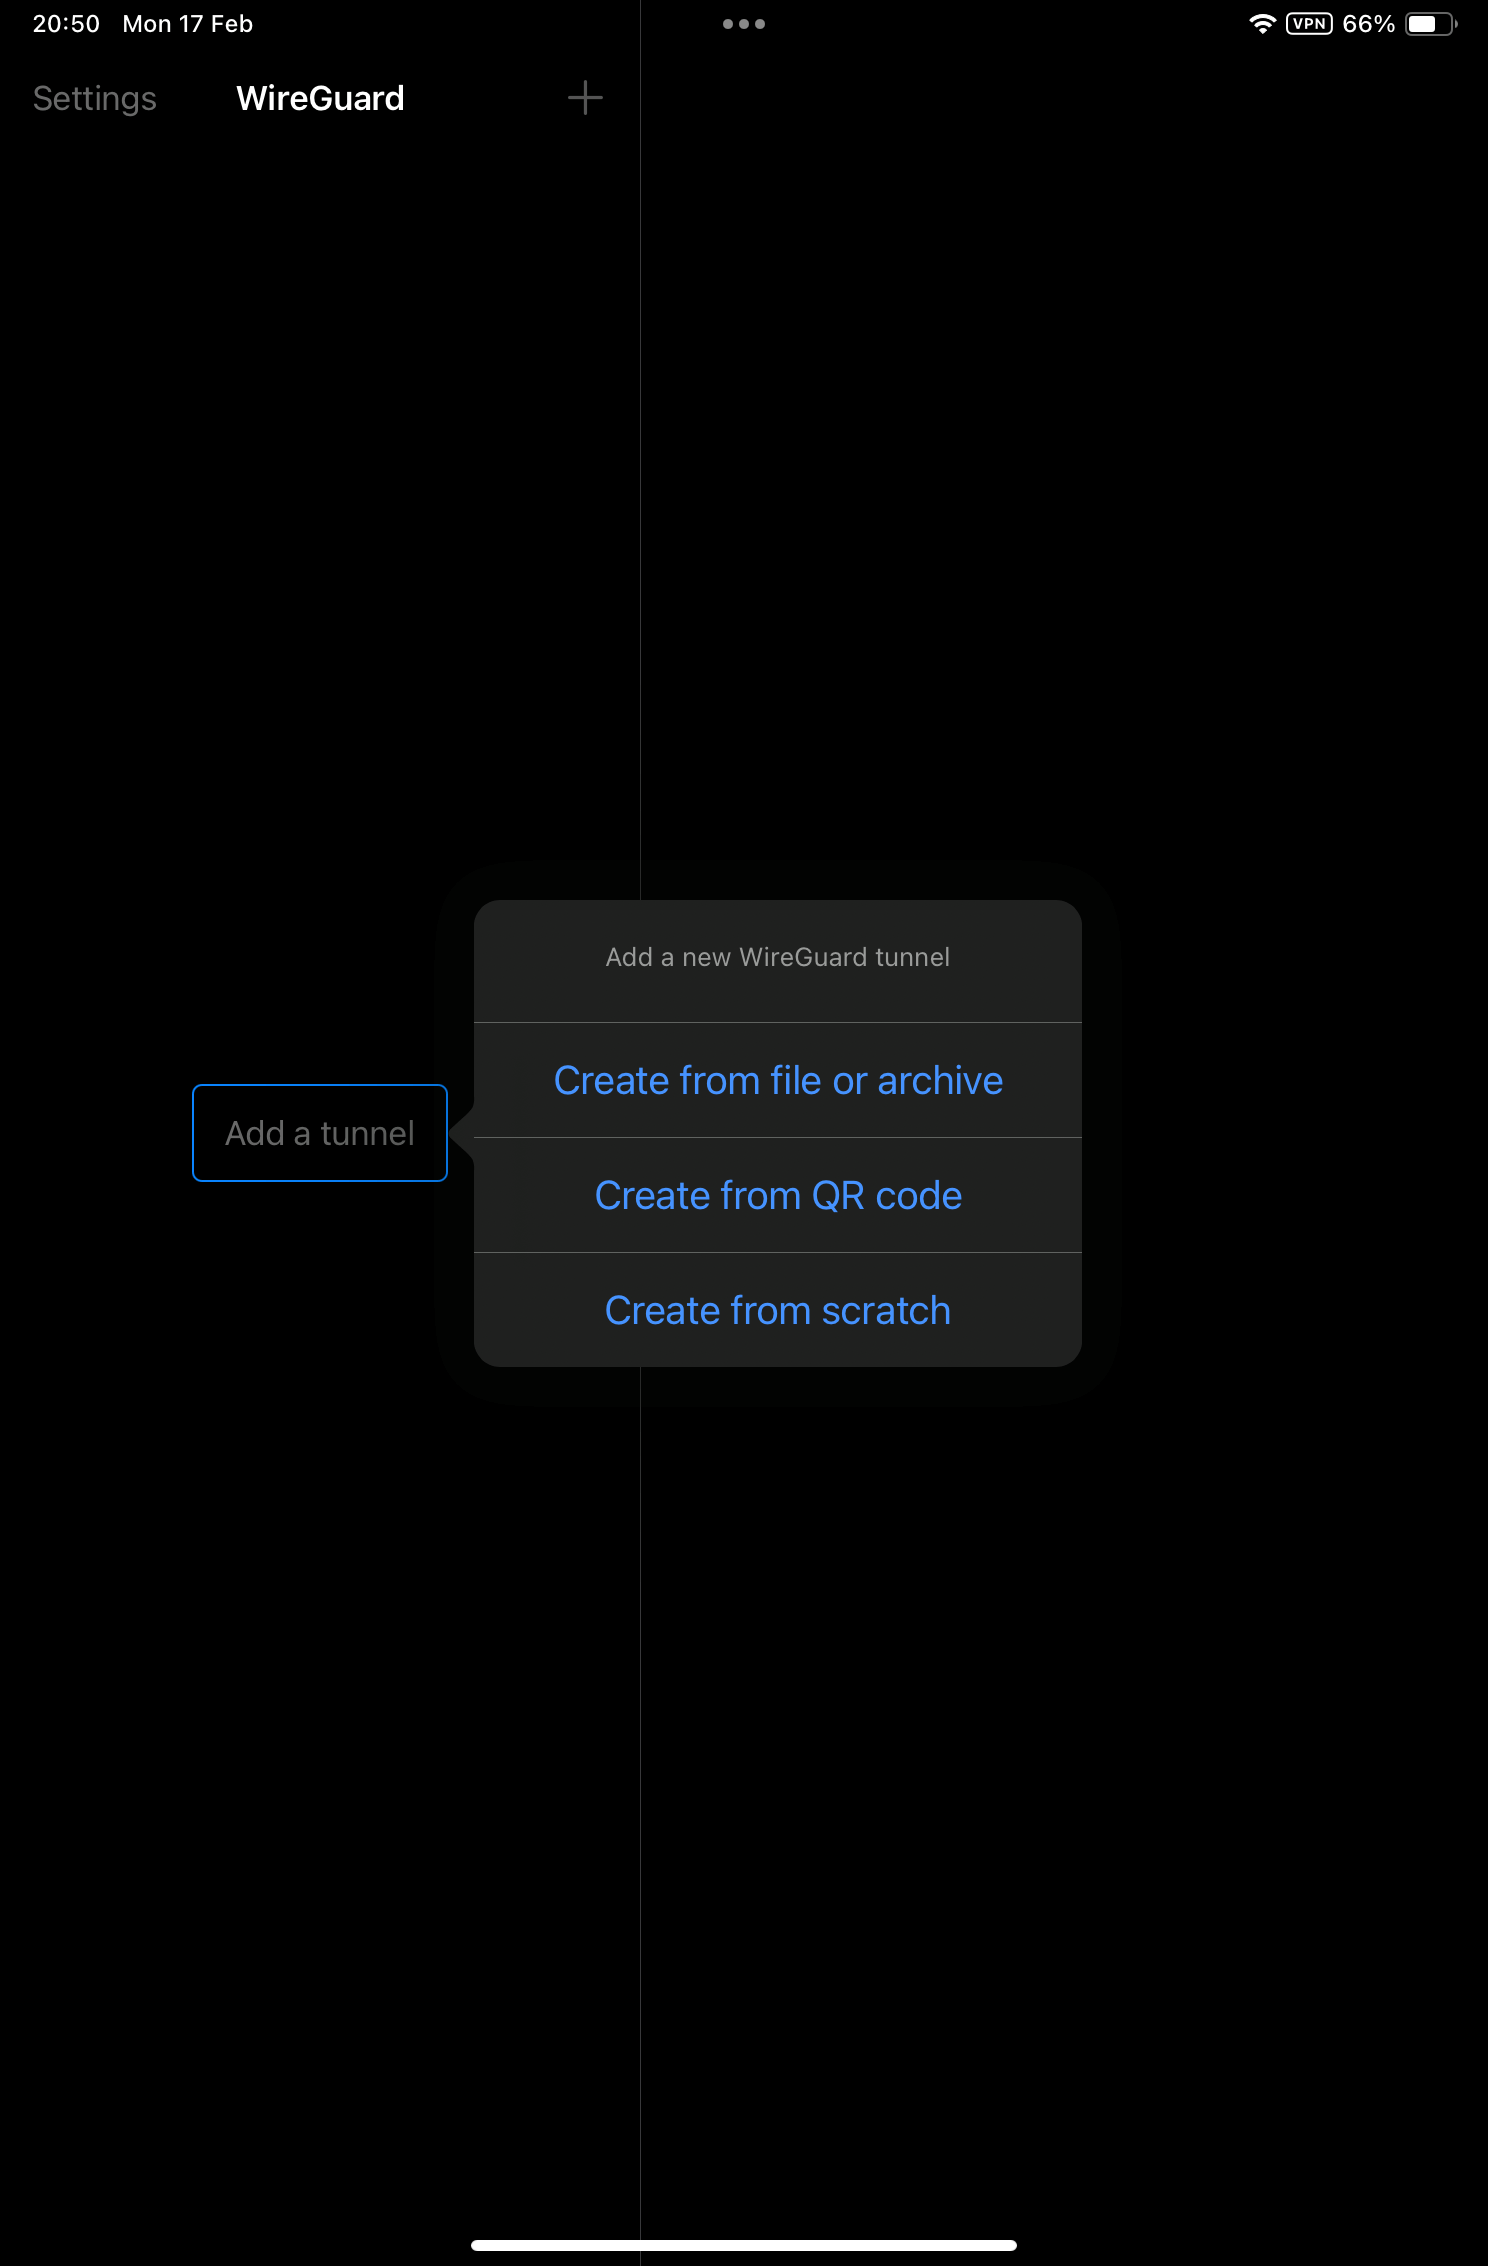 20:50 Mon 17 Feb
VPN 66%
Settings WireGuard
Add a new WireGuard tunnel
Create from file or archive
Add a tunnel
Create from QR code
Create from scratch